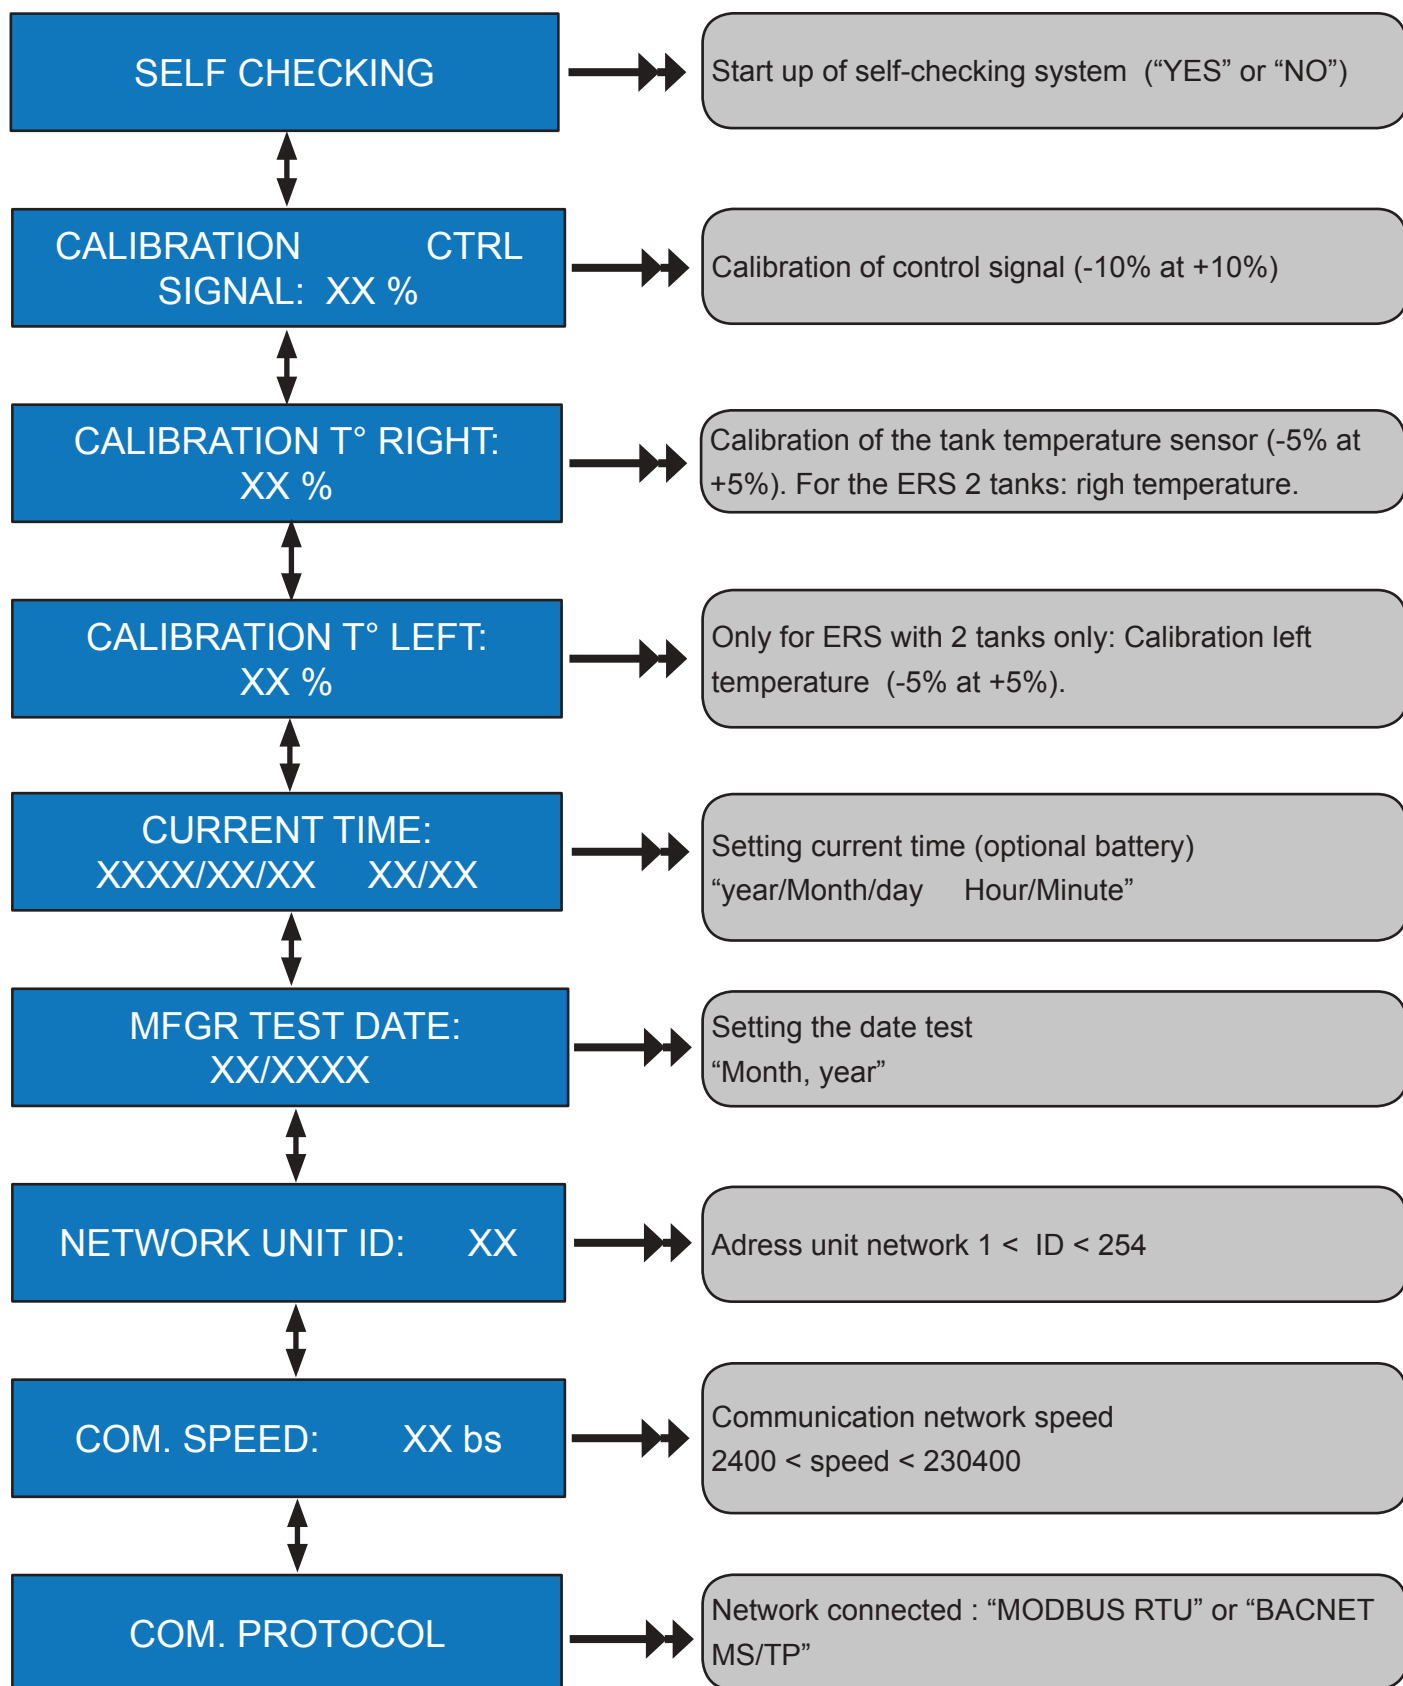 SELF CHECKING
Start up of self-checking system (“YES” or “NO”)
CALIBRATION CTRL
SIGNAL: XX %
Calibration of control signal (-10% at +10%)
CALIBRATION T° RIGHT:
XX %
Calibration of the tank temperature sensor (-5% at
+5%). For the ERS 2 tanks: righ temperature.
CALIBRATION T° LEFT:
XX %
Only for ERS with 2 tanks only: Calibration left
temperature (-5% at +5%).
CURRENT TIME:
XXXX/XX/XX XX/XX
Setting current time (optional battery)
“year/Month/day Hour/Minute”
MFGR TEST DATE:
XX/XXXX
Setting the date test
“Month, year”
NETWORK UNIT ID: XX
Adress unit network 1 < ID < 254
COM. SPEED: XX bs
Communication network speed
2400 < speed < 230400
COM. PROTOCOL
Network connected : “MODBUS RTU” or “BACNET
MS/TP”